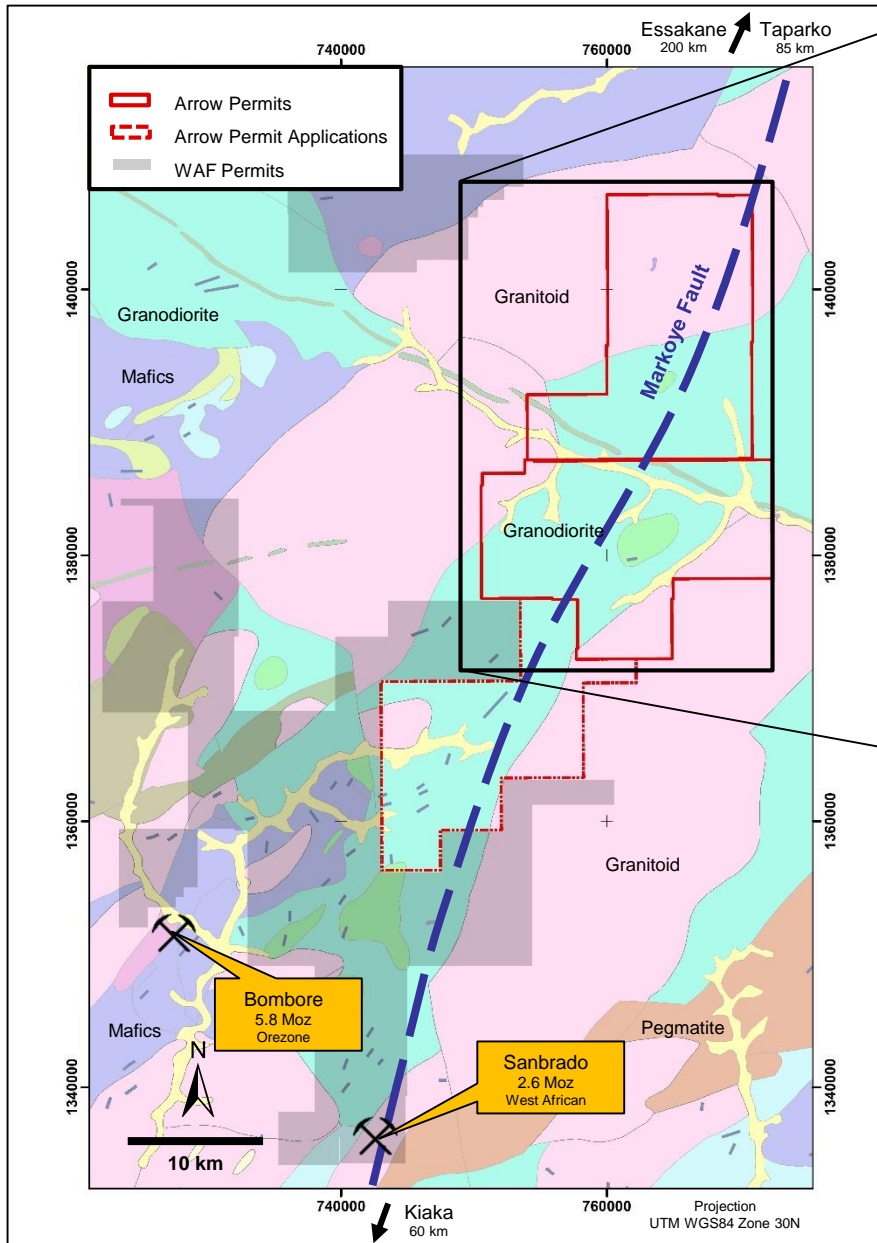 Essakane
200 km
Taparko
85 km
740000
760000
Arrow Permits
Arrow Permit Applications
WAF Permits
1400000
1400000
Granitoid
Granodiorite
Markoye Fault
Mafics
Granodiorite
1380000
1380000
1360000
1360000
Granitoid
Bombore
5.8 Moz
Orezone
Mafics
Pegmatite
N
Sanbrado
2.6 Moz
West African
1340000
1340000
10 km
740000
760000
Kiaka
60 km
Projection
UTM WGS84 Zone 30N